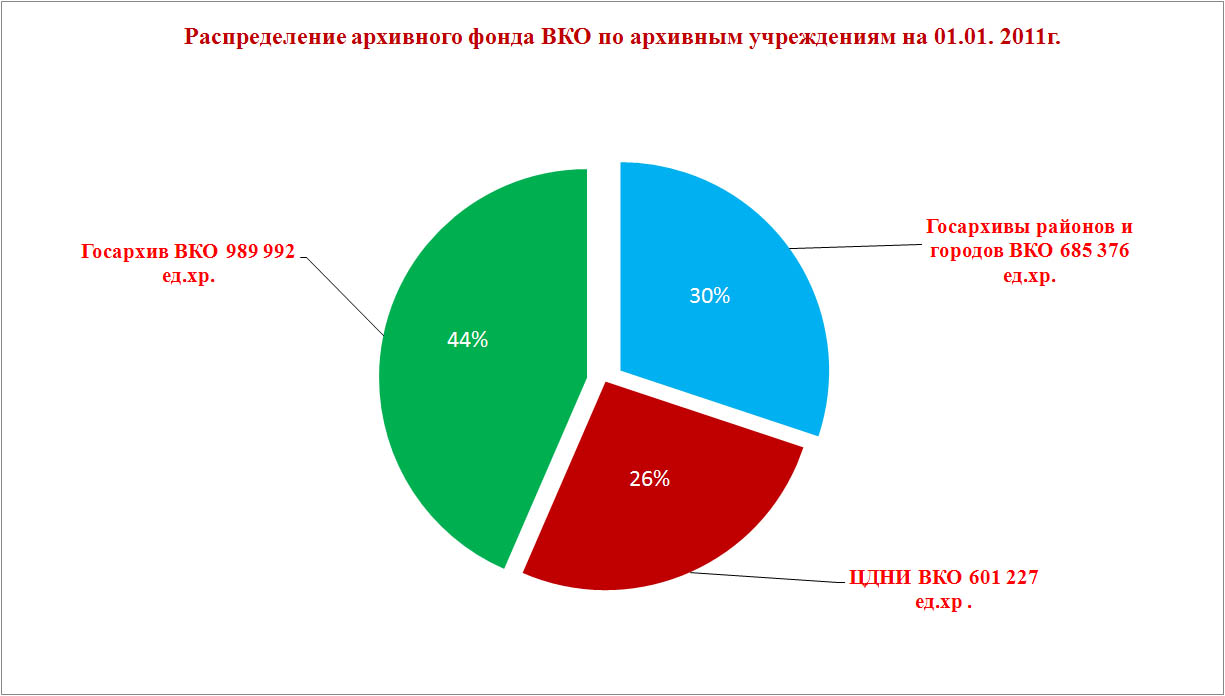 Распределение архивного фонда ВКО по архивным учреждениям на 01.01. 2011г.
Госархивы районов и
городов ВКО 685 376
ед.хр.
Госархив ВКО 989 992
ед.хр.
30%
44%
26%
ЦДНИ ВКО 601 227
ед.хр .